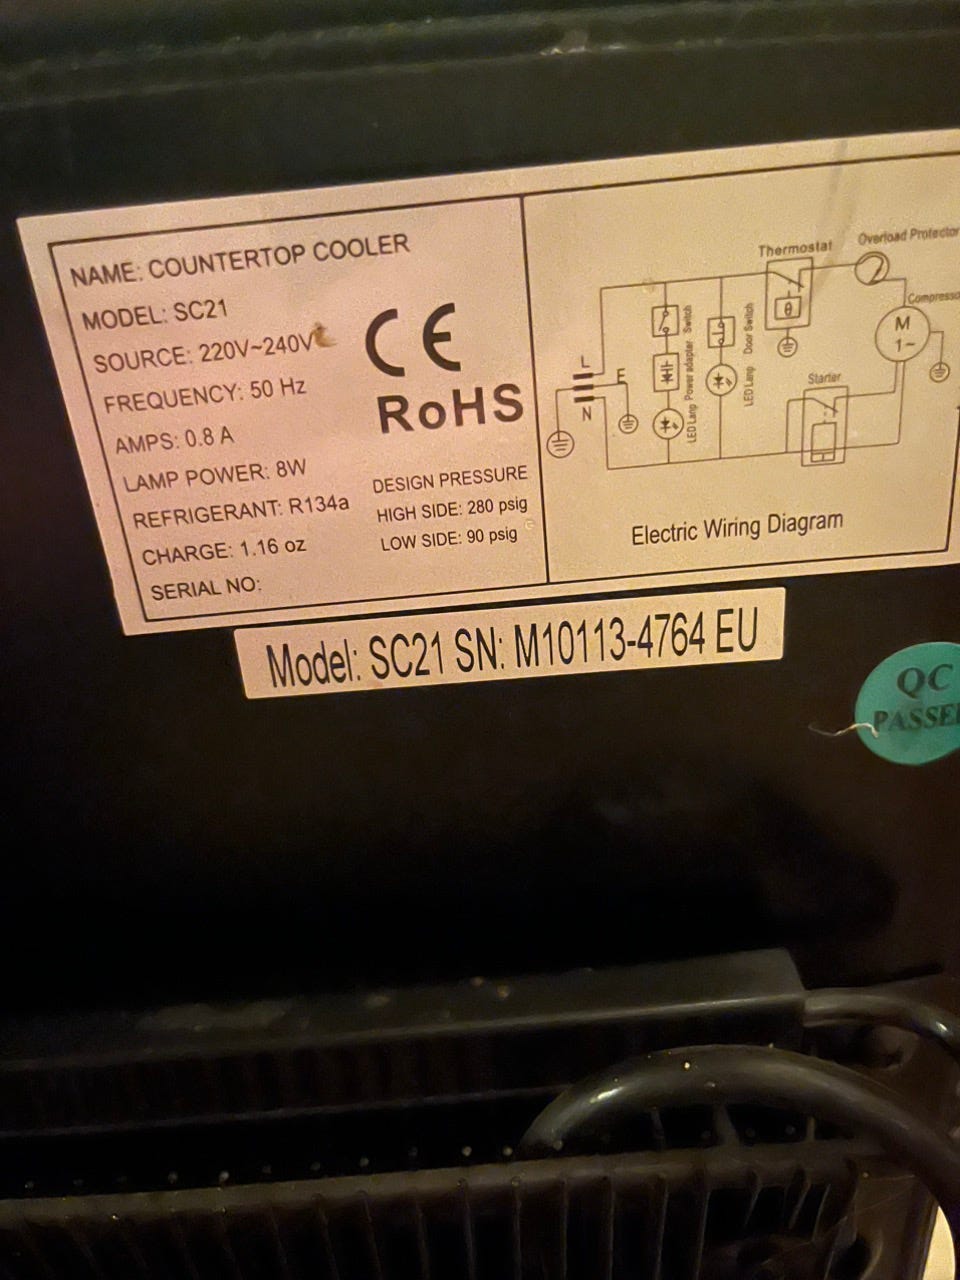 NAME: COUNTERTOP COOLER
MODEL: SC21
SOURCE: 220V~240V
FREQUENCY: 50 Hz
AMPS: 0.8 A
LAMP POWER: 8W
REFRIGERANT: R134a
CHARGE: 1.16 oz
SERIAL NO:
CE
RoHS
DESIGN PRESSURE
HIGH SIDE: 280 psig
LOW SIDE: 90 psig
Thermostat
Overload Protector
Compresso
M
1~
θ
Starter
L
E
N
LED Lamp Power adapter Switch
LED Lamp Door Switch
Electric Wiring Diagram
Model: SC21 SN: M10113-4764 EU
QC
PASSE